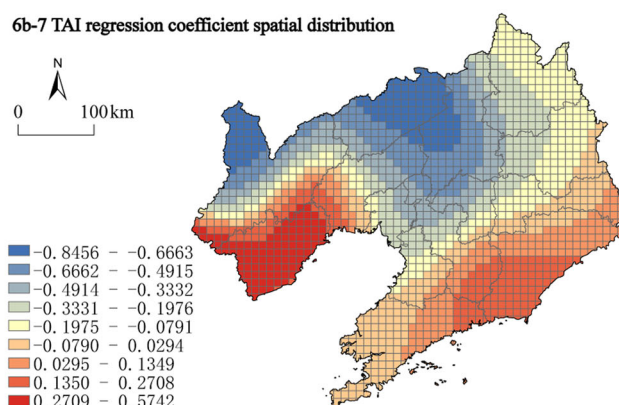 6b-7 TAI regression coefficient spatial distribution
N
0 100km
-0.8456 - -0.6663
-0.6662 - -0.4915
-0.4914 - -0.3332
-0.3331 - -0.1976
-0.1975 - -0.0791
-0.0790 - 0.0294
0.0295 - 0.1349
0.1350 - 0.2708
0.2709 - 0.5742